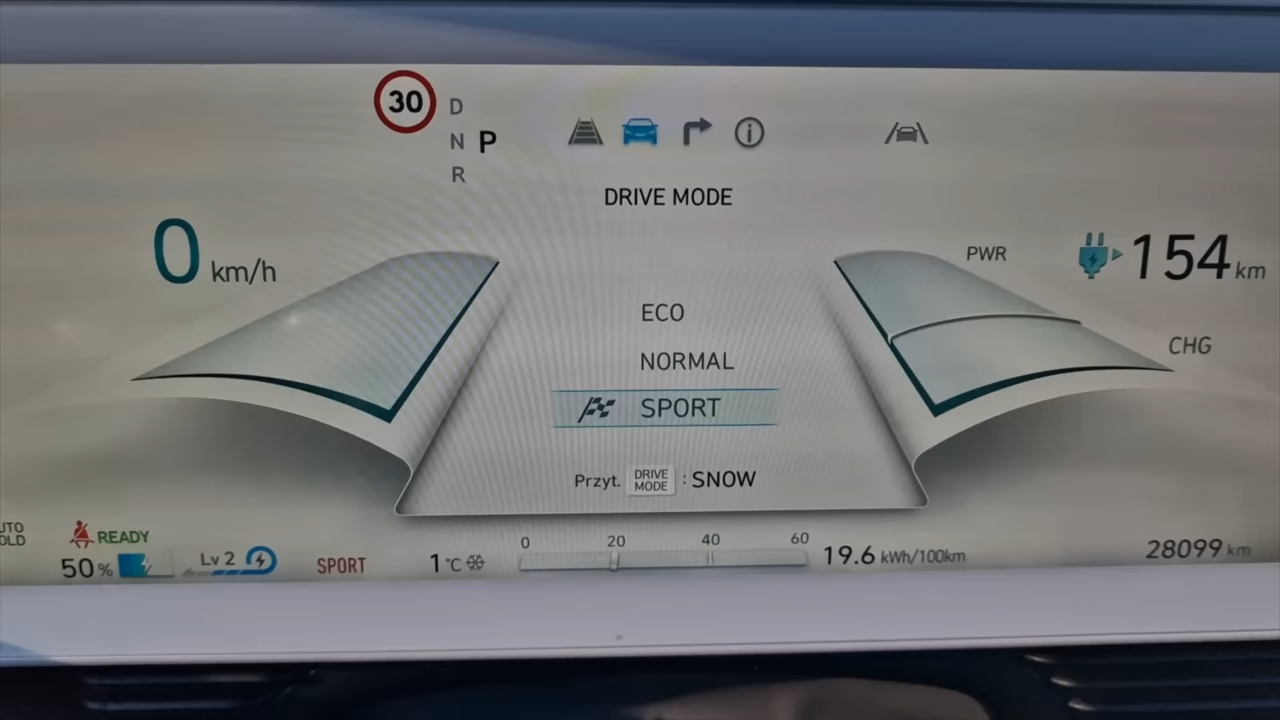 30
D
N P
R
DRIVE MODE
0 km/h
PWR
154 km
ECO
NORMAL
CHG
SPORT
Przyt. DRIVE MODE : SNOW
READY
50 %
Lv 2
SPORT
1 °C
0 20 40 60
19.6 kWh/100km
28099 km